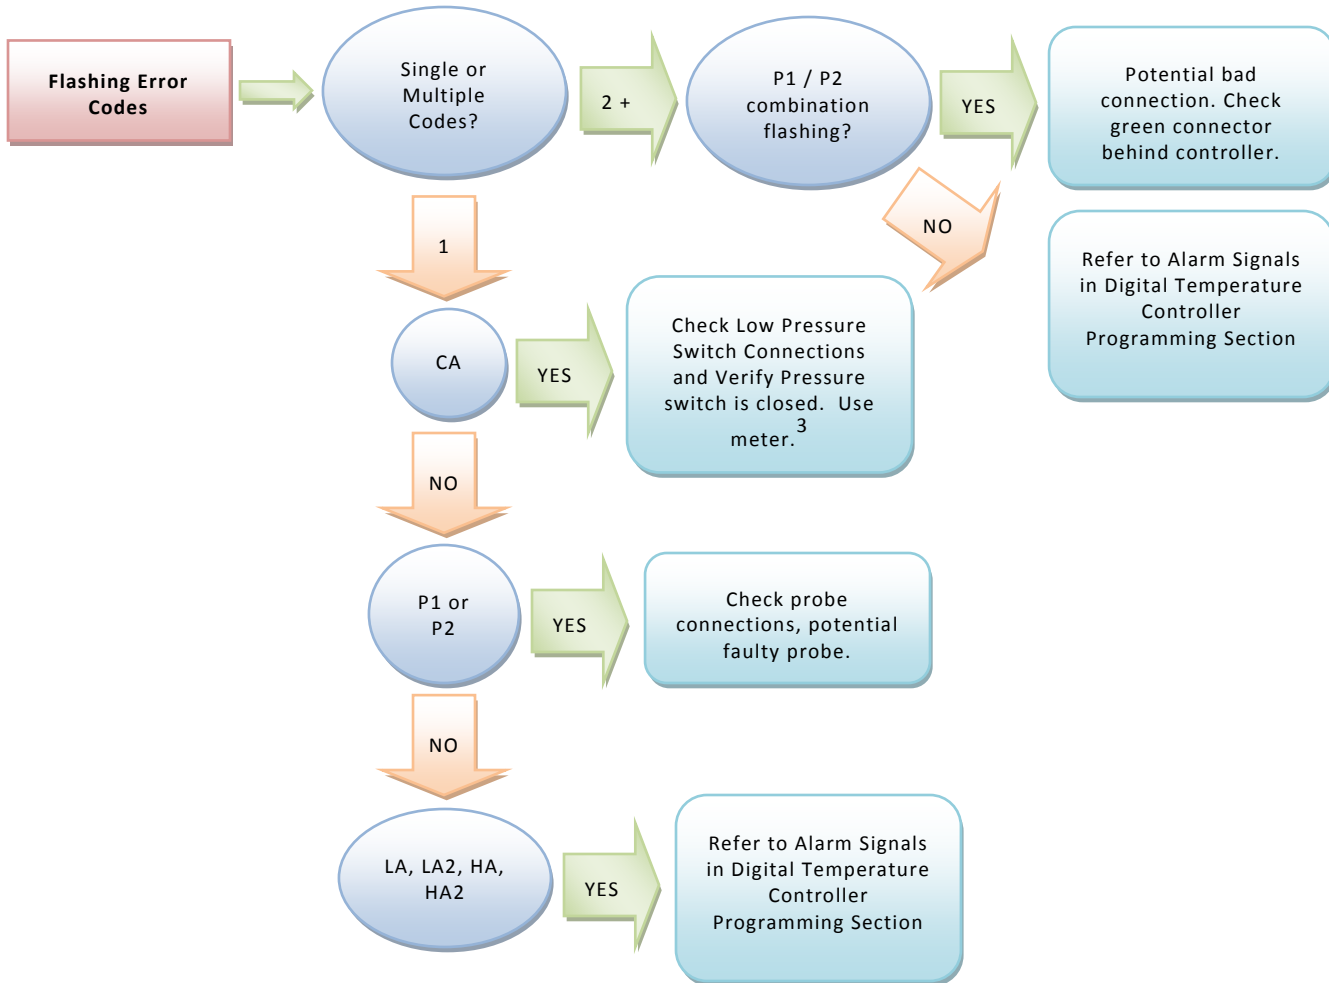 Flashing Error
Codes
Single or
Multiple
Codes?
2 +
P1 / P2
combination
flashing?
YES
Potential bad
connection. Check
green connector
behind controller.
NO
Refer to Alarm Signals
in Digital Temperature
Controller
Programming Section
1
CA
YES
Check Low Pressure
Switch Connections
and Verify Pressure
switch is closed. Use
meter.3
NO
P1 or
P2
YES
Check probe
connections, potential
faulty probe.
NO
LA, LA2, HA,
HA2
YES
Refer to Alarm Signals
in Digital Temperature
Controller
Programming Section